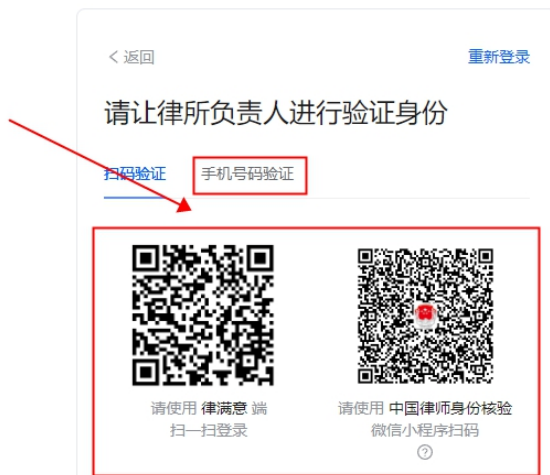 < 返回
重新登录
请让律所负责人进行验证身份
扫码验证
手机号码验证
请使用 律满意 端
扫一扫登录
请使用 中国律师身份核验
微信小程序扫码
?